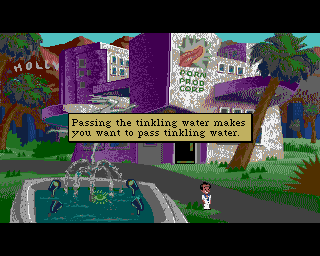 HOLL
PORN
PROD
CORP
Passing the tinkling water makes
you want to pass tinkling water.